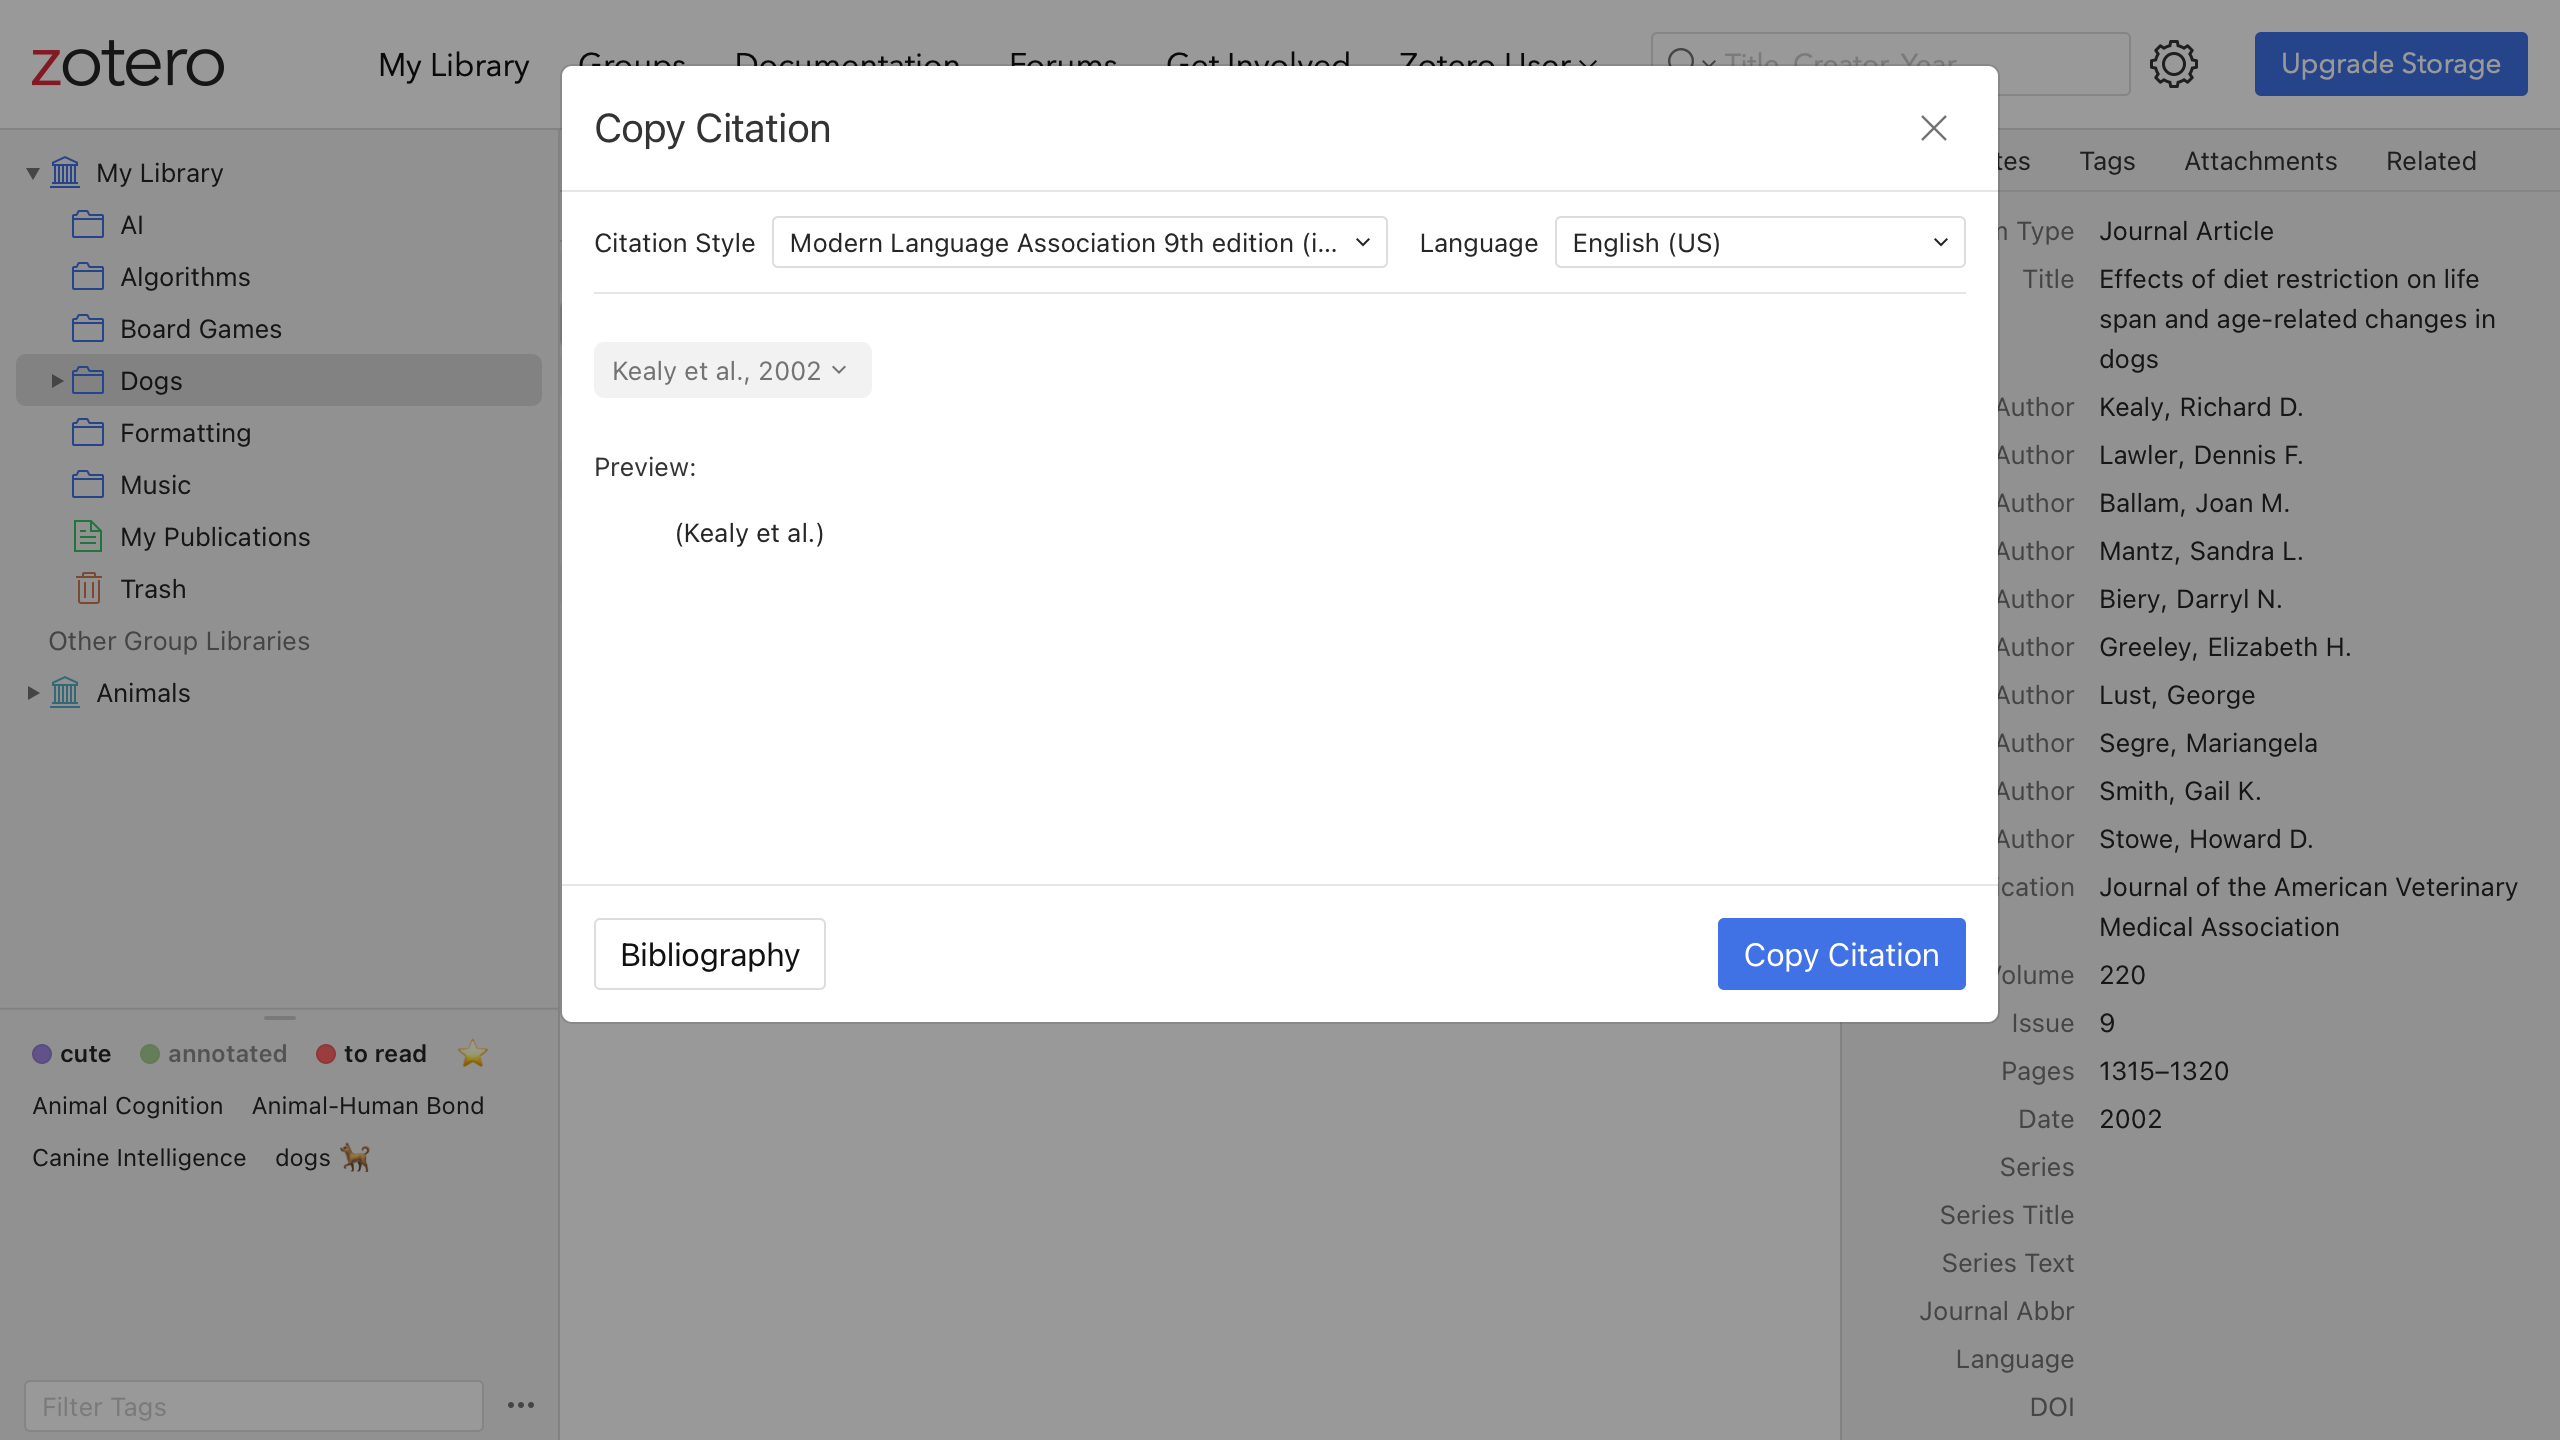 zotero
My Library
Groups
Documentation
Forums
Get Involved
Zotero User
Title, Creator, Year
Upgrade Storage
My Library
AI
Algorithms
Board Games
Dogs
Formatting
Music
My Publications
Trash
Other Group Libraries
Animals
cute
annotated
to read
Animal Cognition
Animal-Human Bond
Canine Intelligence
dogs
Filter Tags
Copy Citation
Citation Style
Modern Language Association 9th edition (i...
Language
English (US)
Kealy et al., 2002
Preview:
(Kealy et al.)
Bibliography
Copy Citation
Tags
Attachments
Related
Type Journal Article
Title Effects of diet restriction on life
span and age-related changes in
dogs
Author Kealy, Richard D.
Author Lawler, Dennis F.
Author Ballam, Joan M.
Author Mantz, Sandra L.
Author Biery, Darryl N.
Author Greeley, Elizabeth H.
Author Lust, George
Author Segre, Mariangela
Author Smith, Gail K.
Author Stowe, Howard D.
cation Journal of the American Veterinary
Medical Association
Volume 220
Issue 9
Pages 1315–1320
Date 2002
Series
Series Title
Series Text
Journal Abbr
Language
DOI